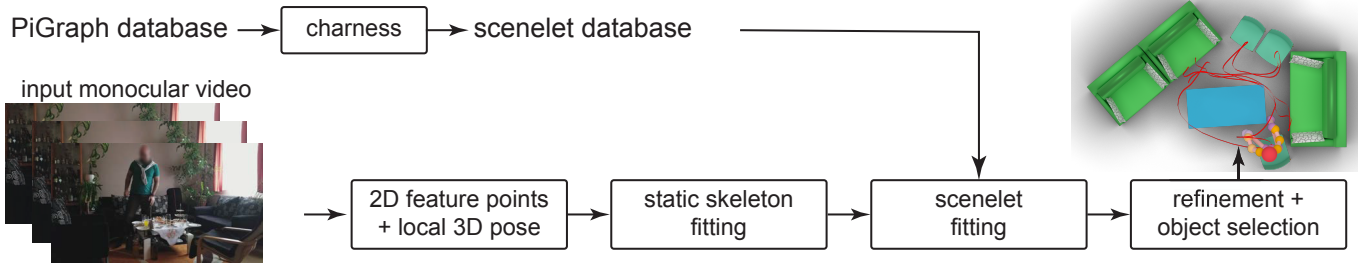 PiGraph database
charness
scenelet database
input monocular video
2D feature points
+ local 3D pose
static skeleton
fitting
scenelet
fitting
refinement +
object selection